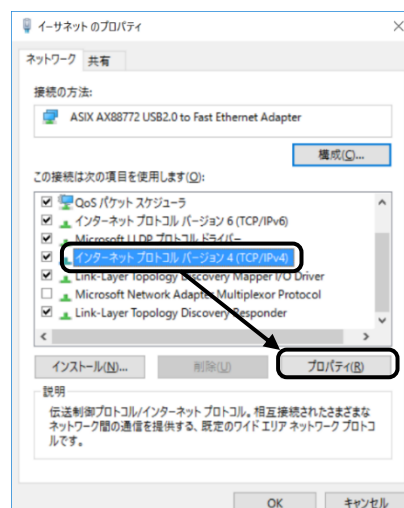 イーサネット のプロパティ
ネットワーク 共有
接続の方法:
ASIX AX88772 USB2.0 to Fast Ethernet Adapter
構成(C)...
この接続は次の項目を使用します(O):
QoS パケット スケジューラ
インターネット プロトコル バージョン 6 (TCP/IPv6)
Microsoft LLDP プロトコル ドライバー
インターネット プロトコル バージョン 4 (TCP/IPv4)
Link-Layer Topology Discovery Mapper I/O Driver
Microsoft Network Adapter Multiplexor Protocol
Link-Layer Topology Discovery Responder
インストール(N)... 削除(U) プロパティ(R)
説明
伝送制御プロトコル/インターネット プロトコル。相互接続されたさまざまな
ネットワーク間の通信を提供する、既定のワイド エリア ネットワーク プロトコ
ルです。
OK キャンセル